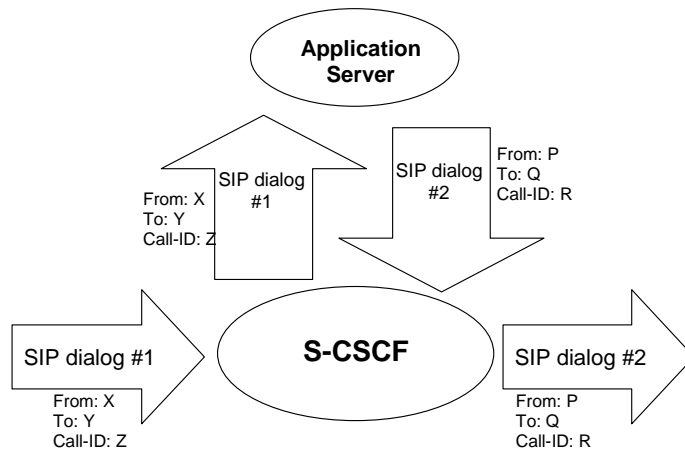 Application
Server
SIP dialog
#1
From: X
To: Y
Call-ID: Z
SIP dialog
#2
From: P
To: Q
Call-ID: R
SIP dialog #1
From: X
To: Y
Call-ID: Z
S-CSCF
SIP dialog #2
From: P
To: Q
Call-ID: R